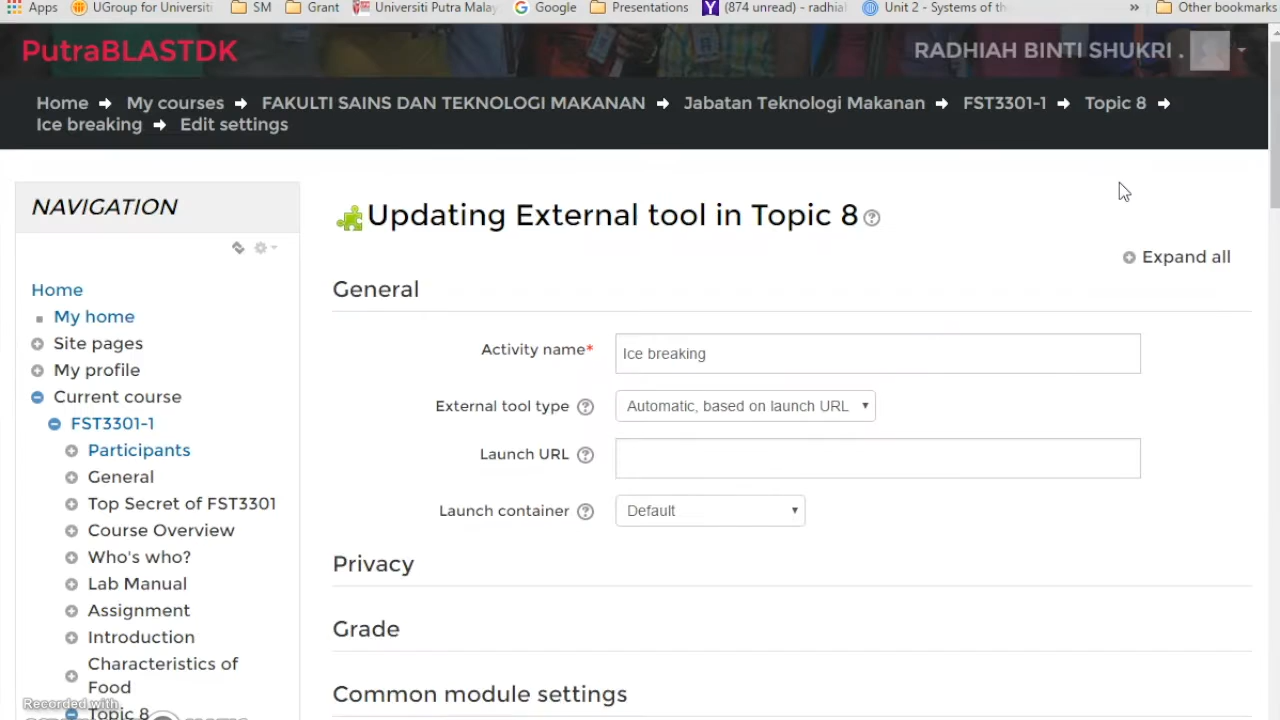 Apps UGroup for Universiti SM Grant Universiti Putra Malay Google Presentations (874 unread) - radhial Unit 2 - Systems of th » Other bookmarks
PutraBLASTDK RADHIAH BINTI SHUKRI .
Home My courses FAKULTI SAINS DAN TEKNOLOGI MAKANAN Jabatan Teknologi Makanan FST3301-1 Topic 8
Ice breaking Edit settings
NAVIGATION
Updating External tool in Topic 8
Expand all
General
Home
My home
Site pages
My profile
Current course
FST3301-1
Participants
General
Top Secret of FST3301
Course Overview
Who's who?
Lab Manual
Assignment
Introduction
Characteristics of
Food
Topic 8
Activity name* Ice breaking
External tool type Automatic, based on launch URL
Launch URL
Launch container Default
Privacy
Grade
Common module settings
Recorded with